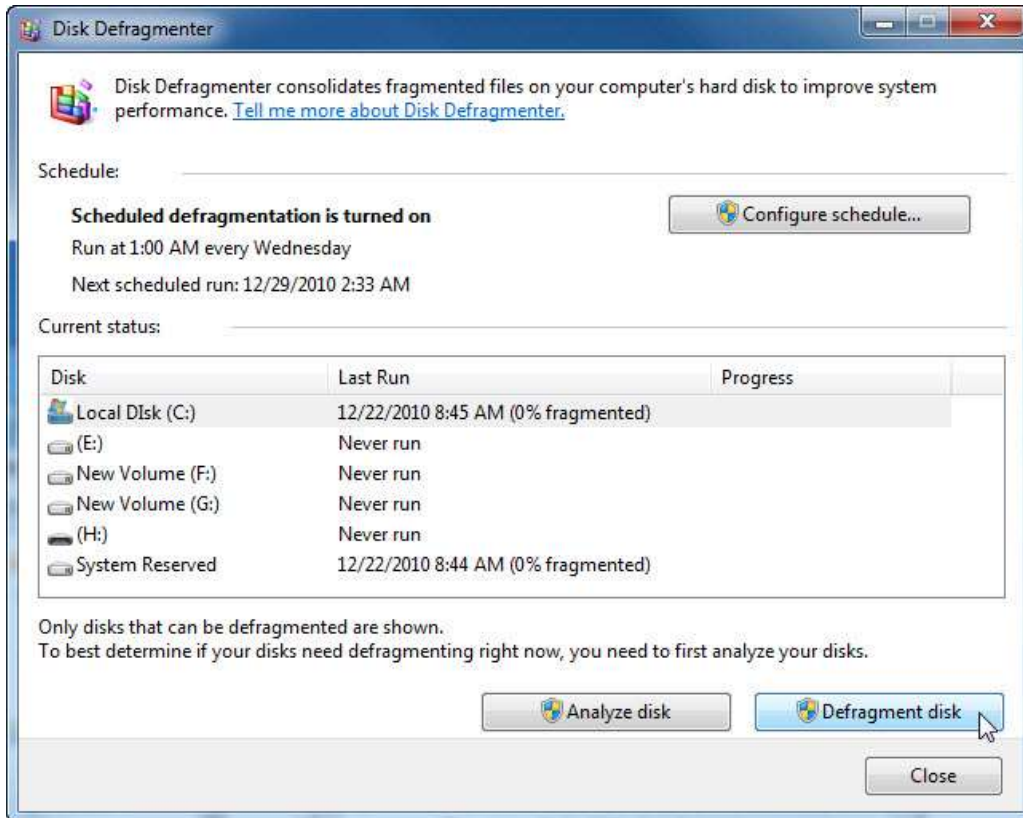 Disk Defragmenter
Disk Defragmenter consolidates fragmented files on your computer's hard disk to improve system
performance. Tell me more about Disk Defragmenter.
Schedule:
Scheduled defragmentation is turned on
Configure schedule...
Run at 1:00 AM every Wednesday
Next scheduled run: 12/29/2010 2:33 AM
Current status:
Disk Last Run Progress
Local DIsk (C:) 12/22/2010 8:45 AM (0% fragmented)
(E:) Never run
New Volume (F:) Never run
New Volume (G:) Never run
(H:) Never run
System Reserved 12/22/2010 8:44 AM (0% fragmented)
Only disks that can be defragmented are shown.
To best determine if your disks need defragmenting right now, you need to first analyze your disks.
Analyze disk Defragment disk
Close